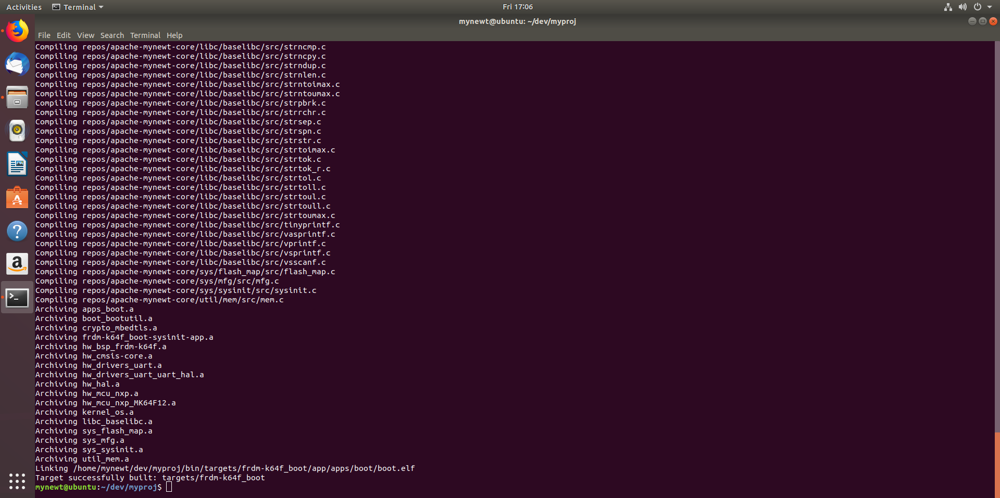 Activities Terminal Fri 17:06
mynewt@ubuntu: ~/dev/myproj
File Edit View Search Terminal Help
Compiling repos/apache-mynewt-core/libc/baselibc/src/strncmp.c
Compiling repos/apache-mynewt-core/libc/baselibc/src/strncpy.c
Compiling repos/apache-mynewt-core/libc/baselibc/src/strndup.c
Compiling repos/apache-mynewt-core/libc/baselibc/src/strnlen.c
Compiling repos/apache-mynewt-core/libc/baselibc/src/strntoimax.c
Compiling repos/apache-mynewt-core/libc/baselibc/src/strntoumax.c
Compiling repos/apache-mynewt-core/libc/baselibc/src/strpbrk.c
Compiling repos/apache-mynewt-core/libc/baselibc/src/strrchr.c
Compiling repos/apache-mynewt-core/libc/baselibc/src/strsep.c
Compiling repos/apache-mynewt-core/libc/baselibc/src/strspn.c
Compiling repos/apache-mynewt-core/libc/baselibc/src/strstr.c
Compiling repos/apache-mynewt-core/libc/baselibc/src/strtoimax.c
Compiling repos/apache-mynewt-core/libc/baselibc/src/strtok.c
Compiling repos/apache-mynewt-core/libc/baselibc/src/strtok_r.c
Compiling repos/apache-mynewt-core/libc/baselibc/src/strtol.c
Compiling repos/apache-mynewt-core/libc/baselibc/src/strtoll.c
Compiling repos/apache-mynewt-core/libc/baselibc/src/strtoul.c
Compiling repos/apache-mynewt-core/libc/baselibc/src/strtoull.c
Compiling repos/apache-mynewt-core/libc/baselibc/src/strtoumax.c
Compiling repos/apache-mynewt-core/libc/baselibc/src/tinyprintf.c
Compiling repos/apache-mynewt-core/libc/baselibc/src/vasprintf.c
Compiling repos/apache-mynewt-core/libc/baselibc/src/vprintf.c
Compiling repos/apache-mynewt-core/libc/baselibc/src/vsprintf.c
Compiling repos/apache-mynewt-core/libc/baselibc/src/vsscanf.c
Compiling repos/apache-mynewt-core/sys/flash_map/src/flash_map.c
Compiling repos/apache-mynewt-core/sys/mfg/src/mfg.c
Compiling repos/apache-mynewt-core/sys/sysinit/src/sysinit.c
Compiling repos/apache-mynewt-core/util/mem/src/mem.c
Archiving apps_boot.a
Archiving boot_bootutil.a
Archiving crypto_mbedtls.a
Archiving frdm-k64f_boot-sysinit-app.a
Archiving hw_bsp_frdm-k64f.a
Archiving hw_cmsis-core.a
Archiving hw_drivers_uart.a
Archiving hw_drivers_uart_uart_hal.a
Archiving hw_hal.a
Archiving hw_mcu_nxp.a
Archiving hw_mcu_nxp_MK64F12.a
Archiving kernel_os.a
Archiving libc_baselibc.a
Archiving sys_flash_map.a
Archiving sys_mfg.a
Archiving sys_sysinit.a
Archiving util_mem.a
Linking /home/mynewt/dev/myproj/bin/targets/frdm-k64f_boot/app/apps/boot/boot.elf
Target successfully built: targets/frdm-k64f_boot
mynewt@ubuntu:~/dev/myproj$